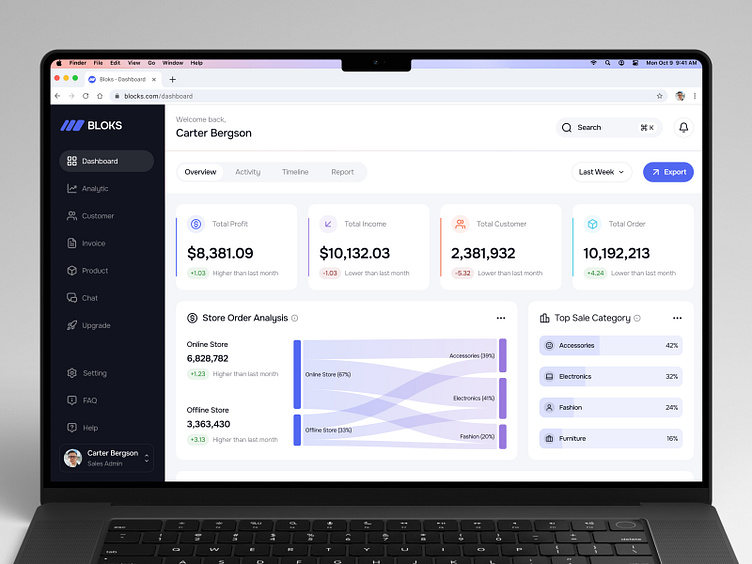 Finder File Edit View Go Window Help
Mon Oct 9 9:41 AM
Bloks - Dashboard
blocks.com/dashboard
BLOKS
Dashboard
Analytic
Customer
Invoice
Product
Chat
Upgrade
Setting
FAQ
Help
Carter Bergson
Sales Admin
Welcome back,
Carter Bergson
Search
⌘ K
Overview
Activity
Timeline
Report
Last Week
Export
Total Profit
$8,381.09
+1.03 Higher than last month
Total Income
$10,132.03
-1.03 Lower than last month
Total Customer
2,381,932
-5.32 Lower than last month
Total Order
10,192,213
+4.24 Lower than last month
Store Order Analysis
Online Store
6,828,782
+1.23 Higher than last month
Offline Store
3,363,430
+3.13 Higher than last month
Online Store (67%)
Offline Store (33%)
Accessories (39%)
Electronics (41%)
Fashion (20%)
Top Sale Category
Accessories 42%
Electronics 32%
Fashion 24%
Furniture 16%
tab
Q W E R T Y U I O P
A S D F G H J K L
delete